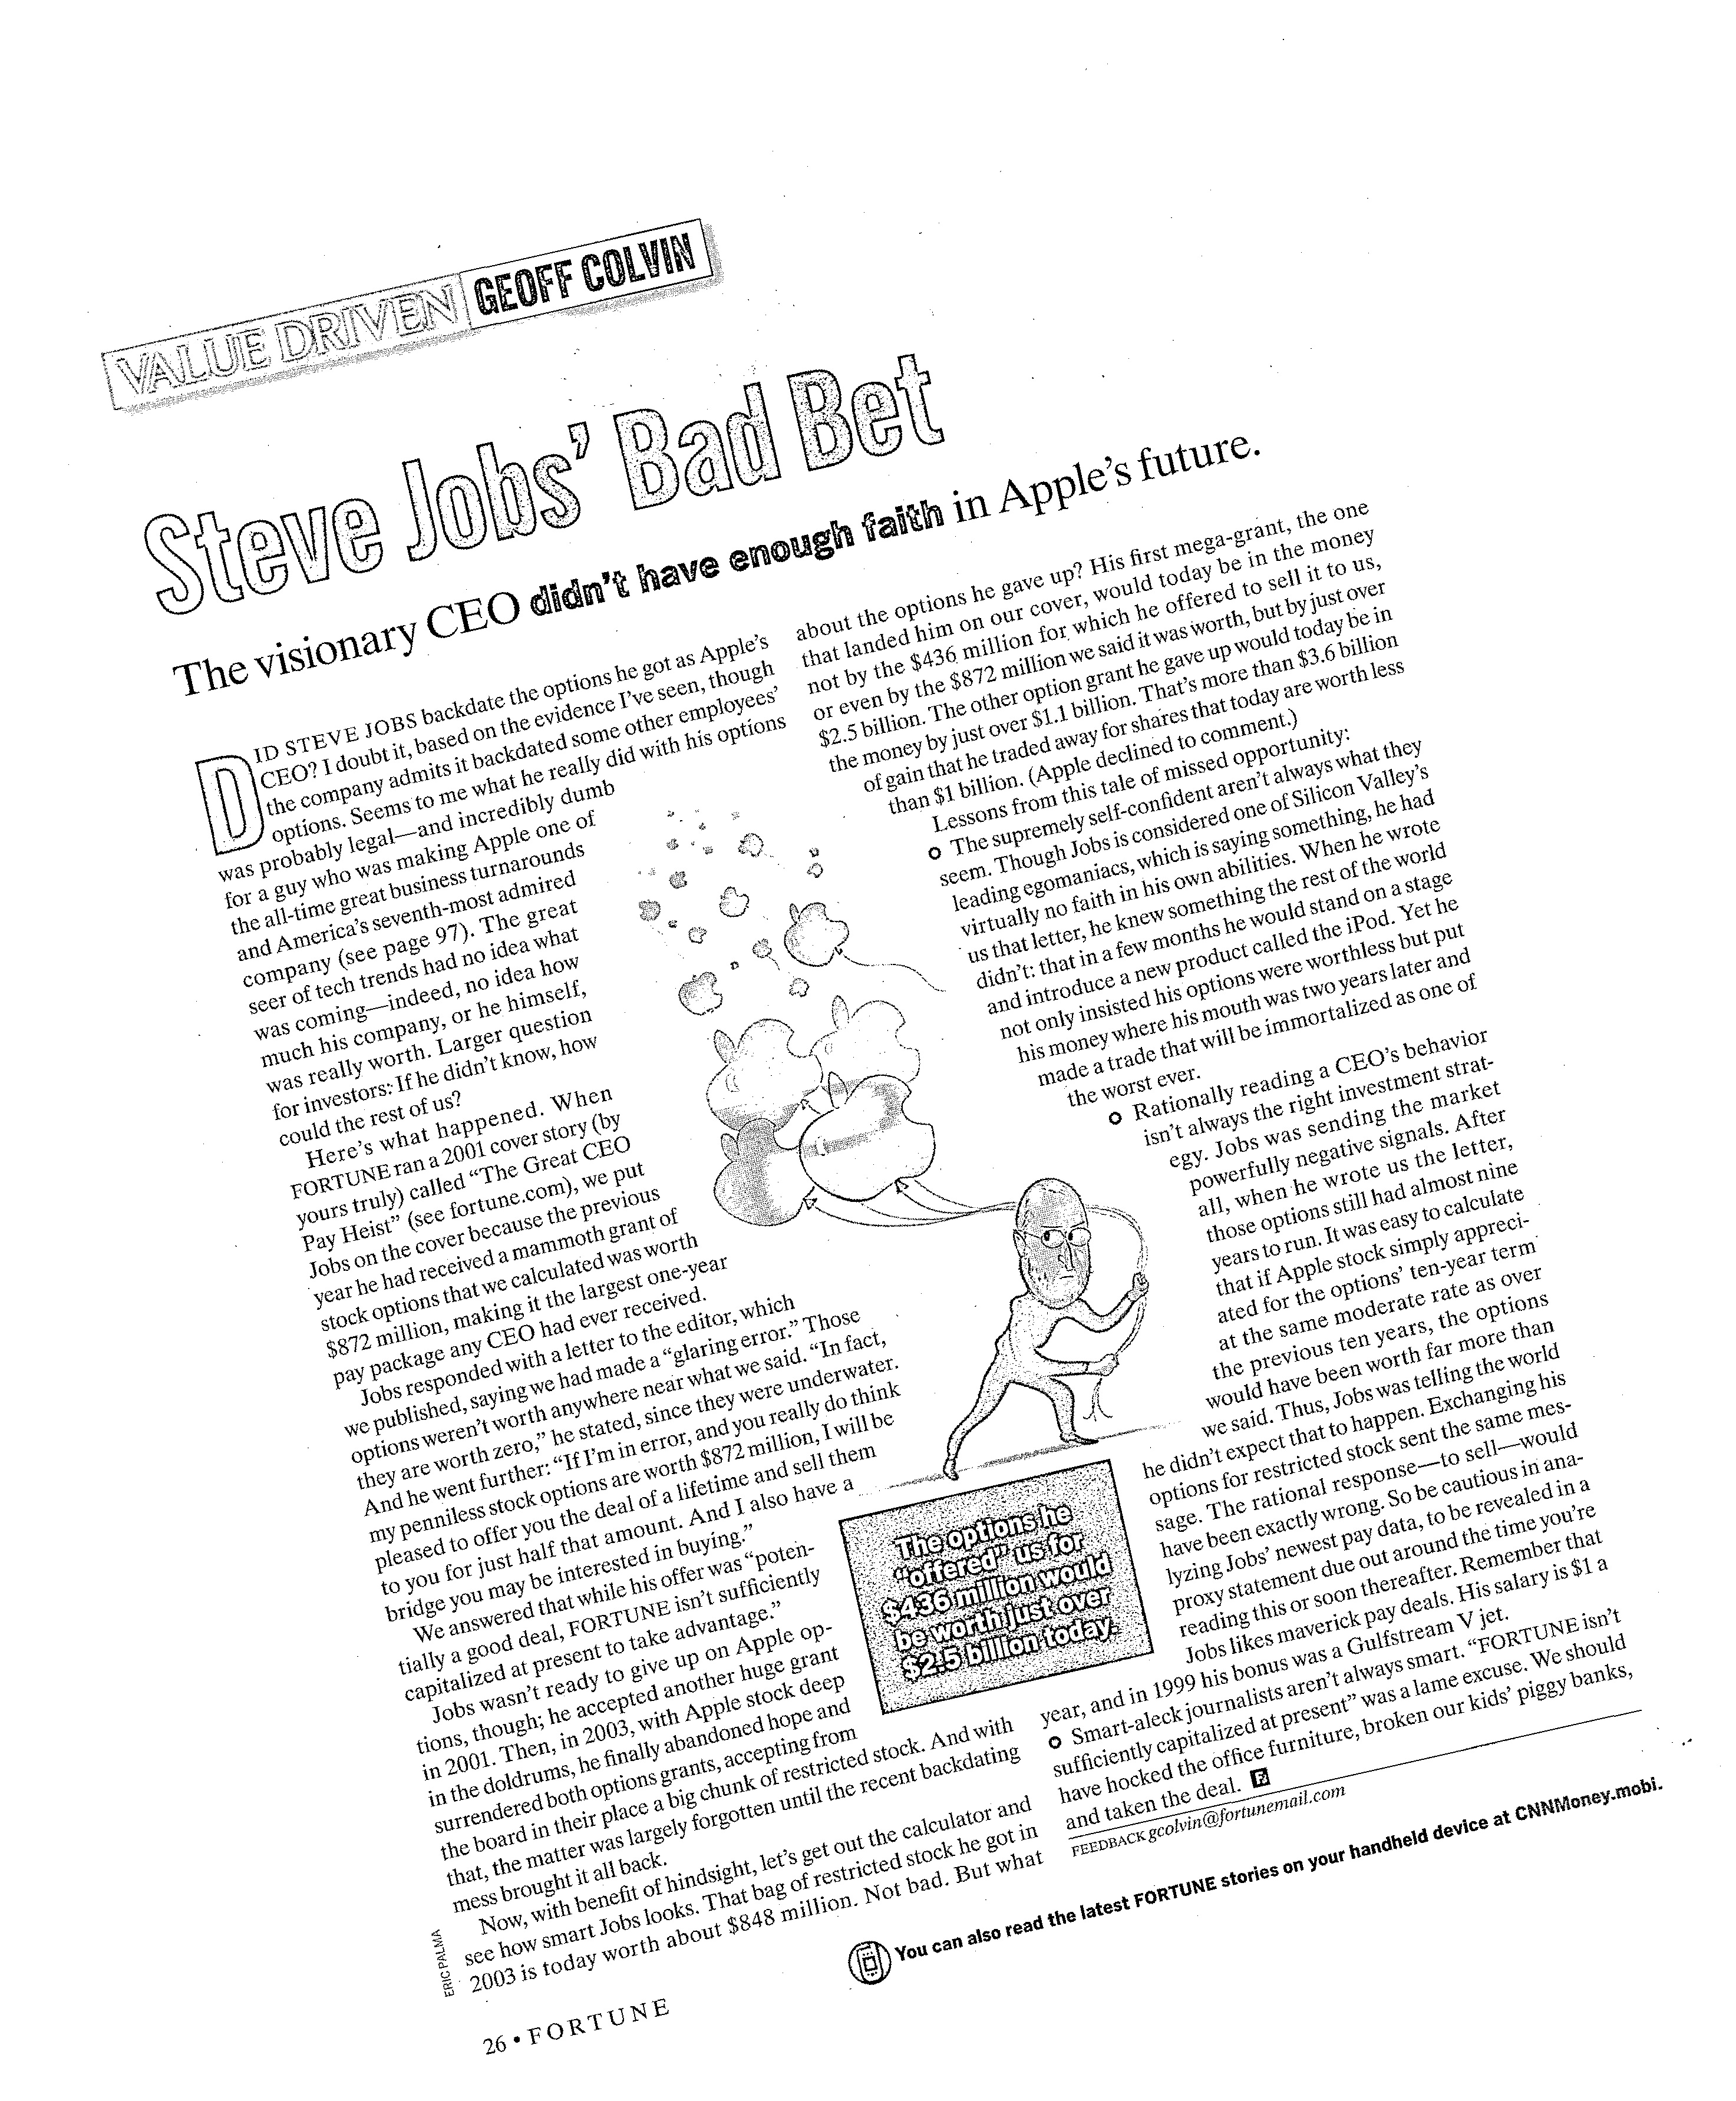 VALUE DRIVEN GEOFF COLVIN
Steve Jobs' Bad Bet
The visionary CEO didn't have enough faith in Apple's future.
DID STEVE JOBS backdate the options he got as Apple's
CEO? I doubt it, based on the evidence I've seen, though
the company admits it backdated some other employees'
options. Seems to me what he really did with his options
was probably legal—and incredibly dumb
for a guy who was making Apple one of
the all-time great business turnarounds
and America's seventh-most admired
company (see page 97). The great
seer of tech trends had no idea what
was coming—indeed, no idea how
much his company, or he himself,
was really worth. Larger question
for investors: If he didn't know, how
could the rest of us?
Here's what happened. When
FORTUNE ran a 2001 cover story (by
yours truly) called "The Great CEO
Pay Heist" (see fortune.com), we put
Jobs on the cover because the previous
year he had received a mammoth grant of
stock options that we calculated was worth
$872 million, making it the largest one-year
pay package any CEO had ever received.
Jobs responded with a letter to the editor, which
we published, saying we had made a "glaring error." Those
options weren't worth anywhere near what we said. "In fact,
they are worth zero," he stated, since they were underwater.
And he went further: "If I'm in error, and you really do think
my penniless stock options are worth $872 million, I will be
pleased to offer you the deal of a lifetime and sell them
to you for just half that amount. And I also have a
bridge you may be interested in buying."
We answered that while his offer was "poten-
tially a good deal, FORTUNE isn't sufficiently
capitalized at present to take advantage."
Jobs wasn't ready to give up on Apple op-
tions, though; he accepted another huge grant
in 2001. Then, in 2003, with Apple stock deep
in the doldrums, he finally abandoned hope and
surrendered both options grants, accepting from
the board in their place a big chunk of restricted stock. And with
that, the matter was largely forgotten until the recent backdating
mess brought it all back.
Now, with benefit of hindsight, let's get out the calculator and
see how smart Jobs looks. That bag of restricted stock he got in
2003 is today worth about $848 million. Not bad. But what
about the options he gave up? His first mega-grant, the one
that landed him on our cover, would today be in the money
not by the $436 million for which he offered to sell it to us,
or even by the $872 million we said it was worth, but by just over
$2.5 billion. The other option grant he gave up would today be in
the money by just over $1.1 billion. That's more than $3.6 billion
of gain that he traded away for shares that today are worth less
than $1 billion. (Apple declined to comment.)
Lessons from this tale of missed opportunity:
The supremely self-confident aren't always what they
seem. Though Jobs is considered one of Silicon Valley's
leading egomaniacs, which is saying something, he had
virtually no faith in his own abilities. When he wrote
us that letter, he knew something the rest of the world
didn't: that in a few months he would stand on a stage
and introduce a new product called the iPod. Yet he
not only insisted his options were worthless but put
his money where his mouth was two years later and
made a trade that will be immortalized as one of
the worst ever.
Rationally reading a CEO's behavior
isn't always the right investment strat-
egy. Jobs was sending the market
powerfully negative signals. After
all, when he wrote us the letter,
those options still had almost nine
years to run. It was easy to calculate
that if Apple stock simply appreci-
ated for the options' ten-year term
at the same moderate rate as over
the previous ten years, the options
would have been worth far more than
we said. Thus, Jobs was telling the world
he didn't expect that to happen. Exchanging his
options for restricted stock sent the same mes-
sage. The rational response—to sell—would
have been exactly wrong. So be cautious in ana-
lyzing Jobs' newest pay data, to be revealed in a
proxy statement due out around the time you're
reading this or soon thereafter. Remember that
Jobs likes maverick pay deals. His salary is $1 a
year, and in 1999 his bonus was a Gulfstream V jet.
Smart-aleck journalists aren't always smart. "FORTUNE isn't
sufficiently capitalized at present" was a lame excuse. We should
have hocked the office furniture, broken our kids' piggy banks,
and taken the deal. F
FEEDBACK gcolvin@fortunemail.com
The options he
"offered" us for
$436 million would
be worth just over
$2.5 billion today.
You can also read the latest FORTUNE stories on your handheld device at CNNMoney.mobi.
ERIC PALMA
26 • FORTUNE